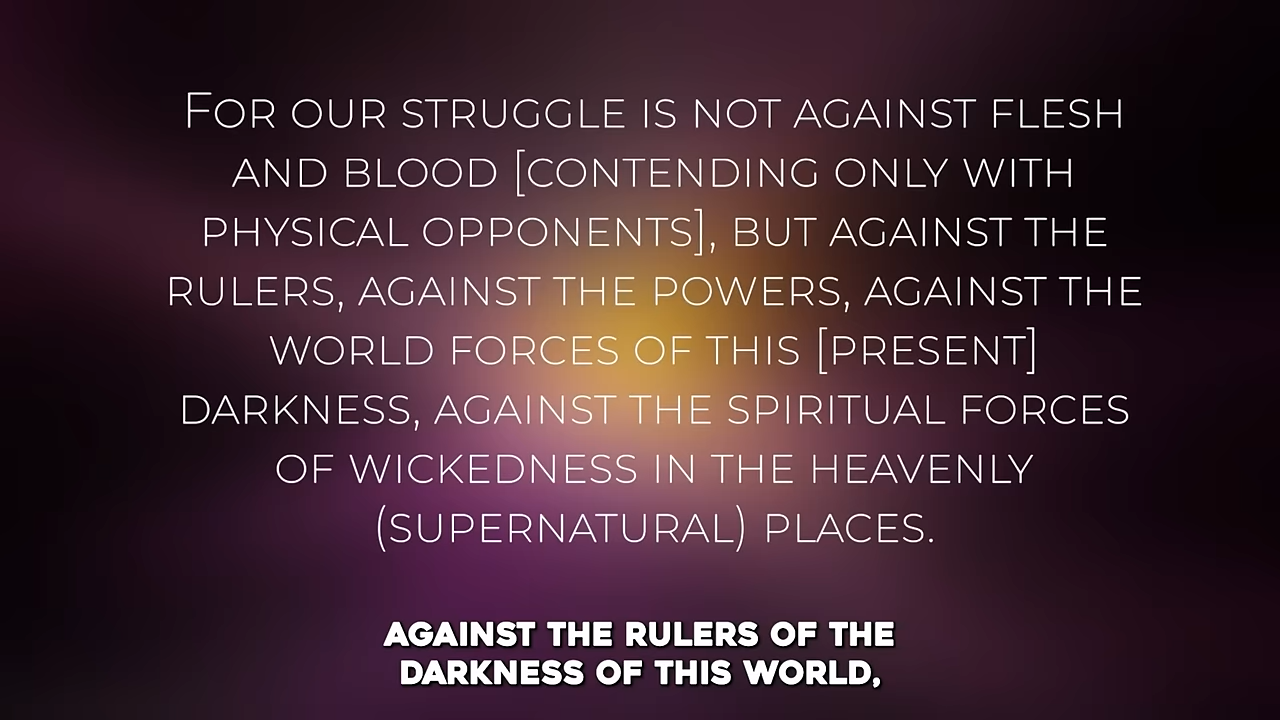 For our struggle is not against flesh
and blood [contending only with
physical opponents], but against the
rulers, against the powers, against the
world forces of this [present]
darkness, against the spiritual forces
of wickedness in the heavenly
(supernatural) places.
AGAINST THE RULERS OF THE
DARKNESS OF THIS WORLD,